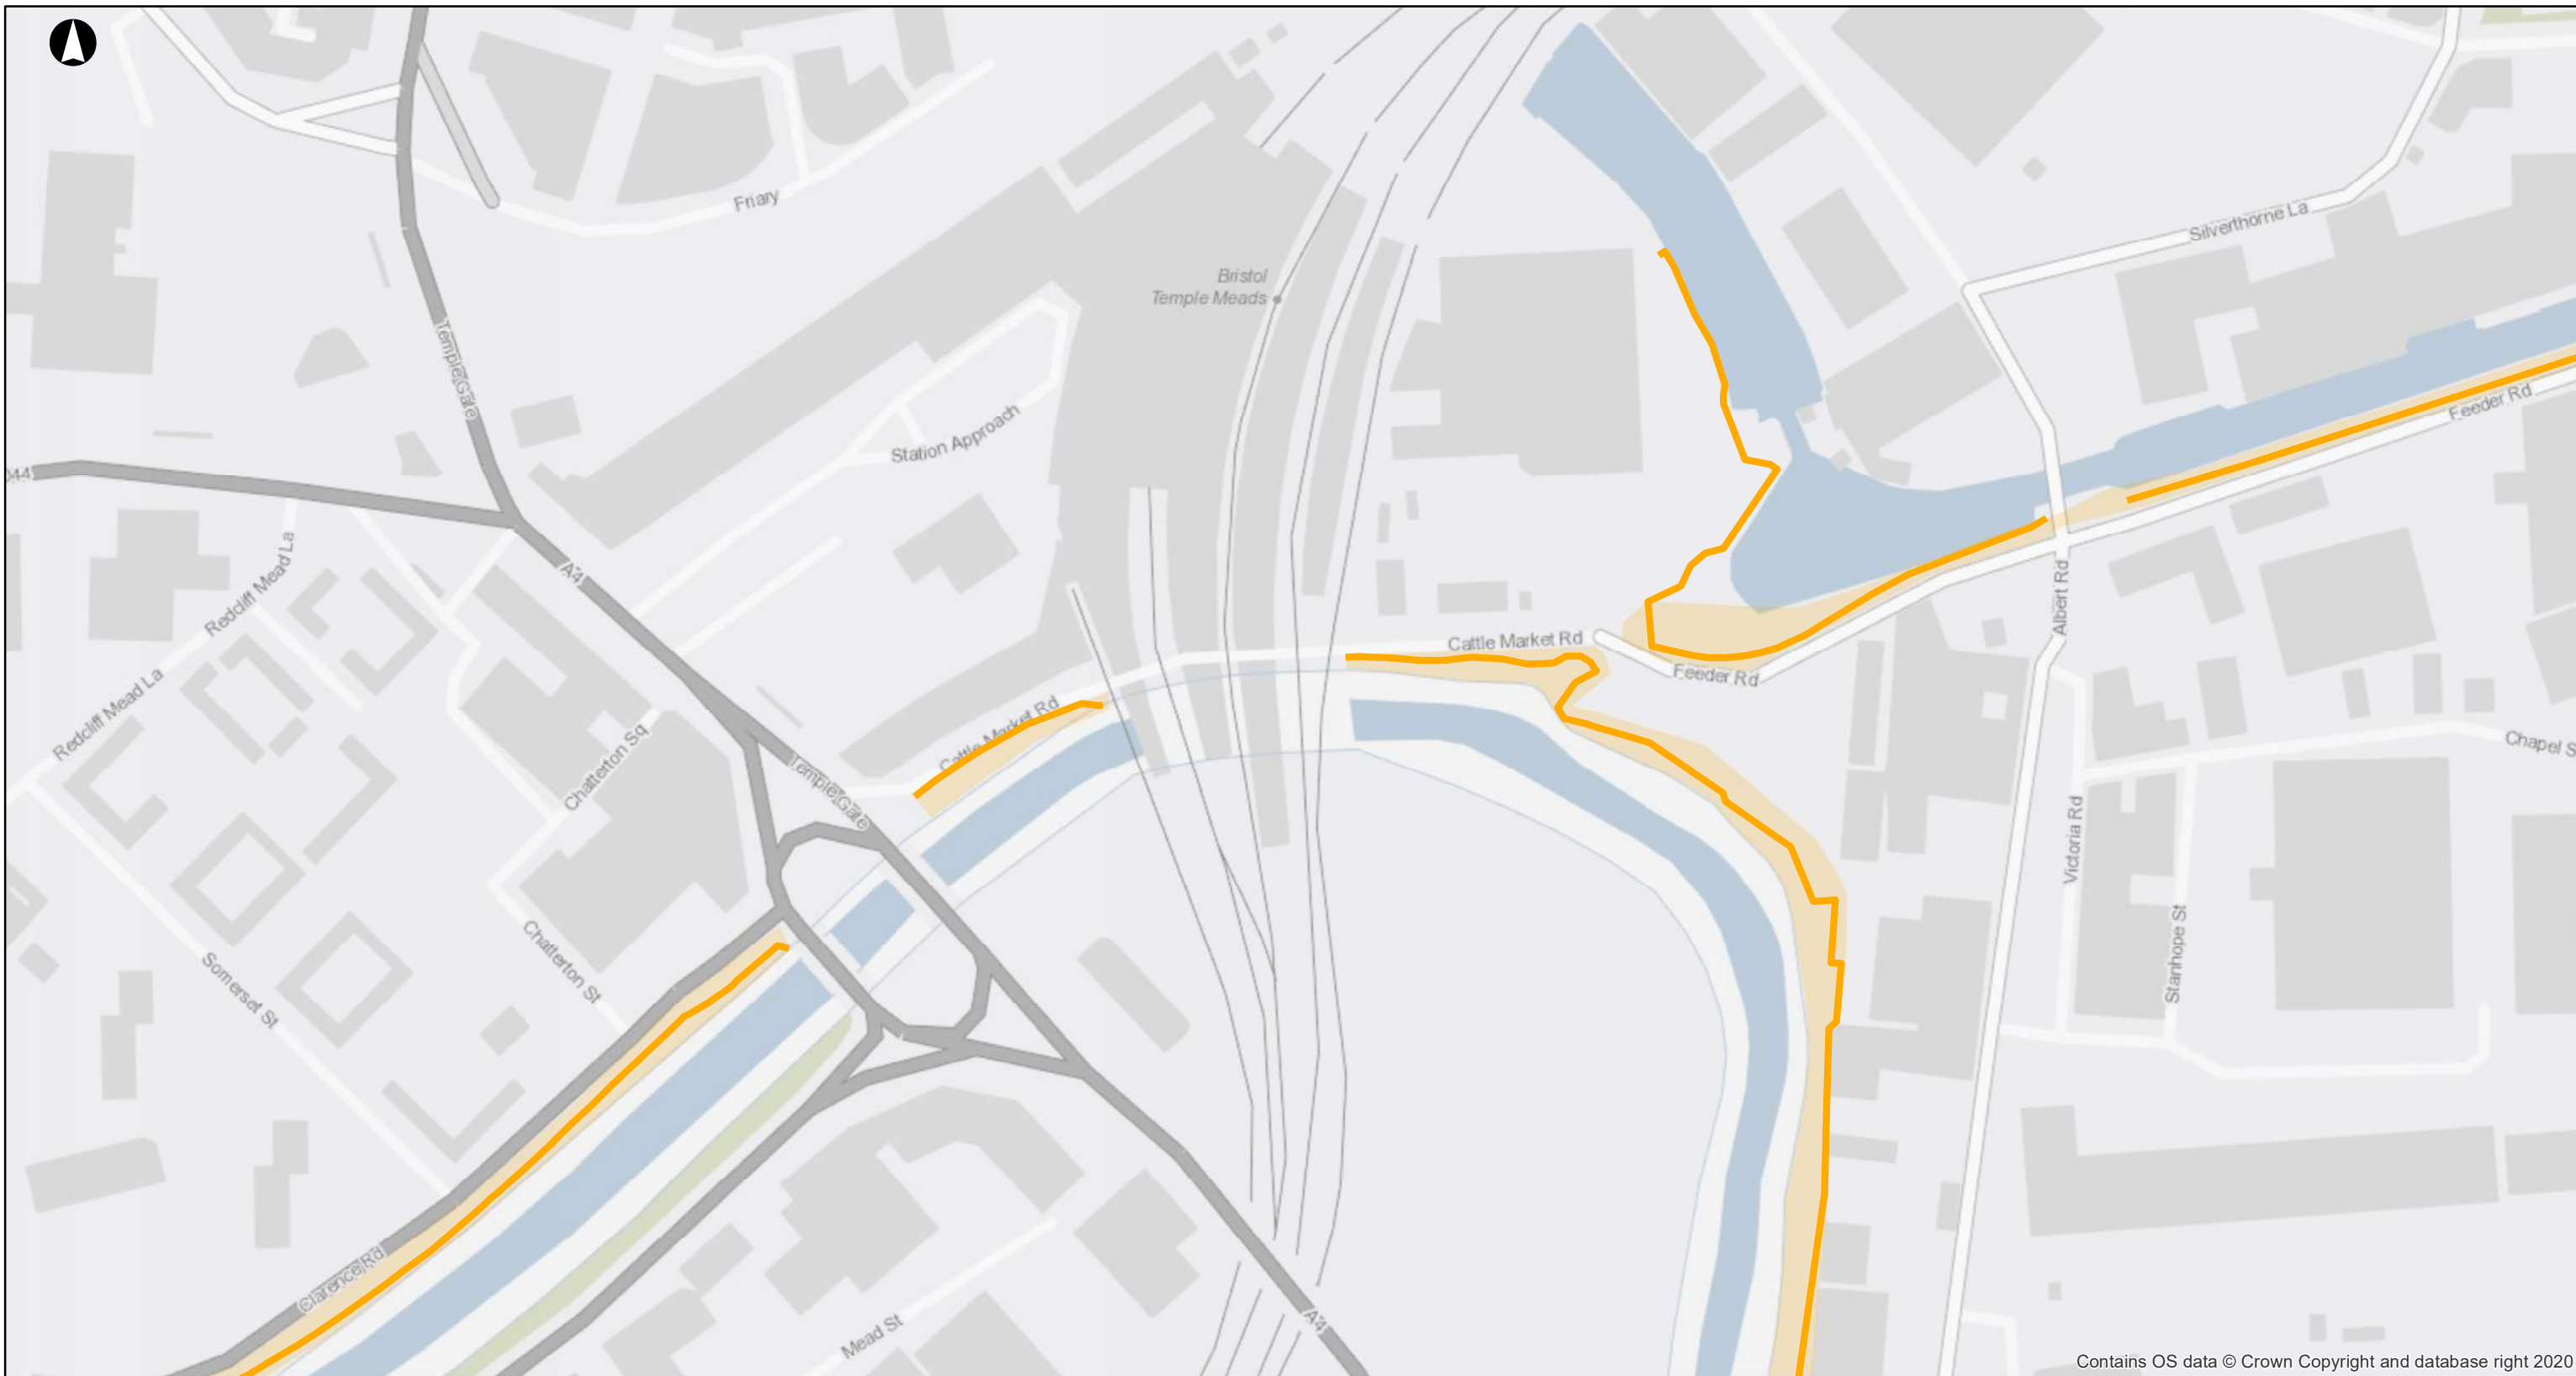 Friary
Silverthorne La
Bristol
Temple Meads
Temple Gate
Feeder Rd
Station Approach
A4
Redcliff Mead La
Albert Rd
Cattle Market Rd
Feeder Rd
Redcliff Mead La
Cattle Market Rd
Chatterton Sq
Temple Gate
Chapel S
Victoria Rd
Chatterton St
Stanhope St
Somerset St
Clarence Rd
Mead St
A4
Contains OS data © Crown Copyright and database right 2020